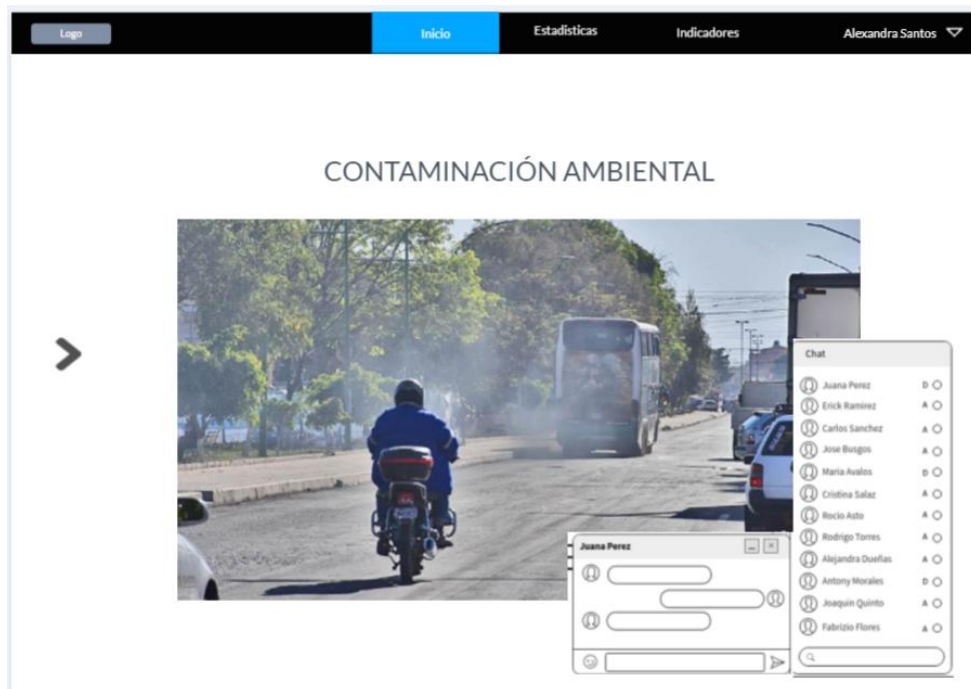 Logo
Inicio
Estadisticas
Indicadores
Alexandra Santos
CONTAMINACIÓN AMBIENTAL
Chat
Juana Perez D
Erick Ramirez A
Carlos Sanchez A
Jose Busgos A
Maria Avalos D
Cristina Salaz A
Rocio Asto A
Rodrigo Torres A
Alejandra Dueñas A
Antony Morales D
Joaquin Quinto A
Fabrizio Flores A
Juana Perez